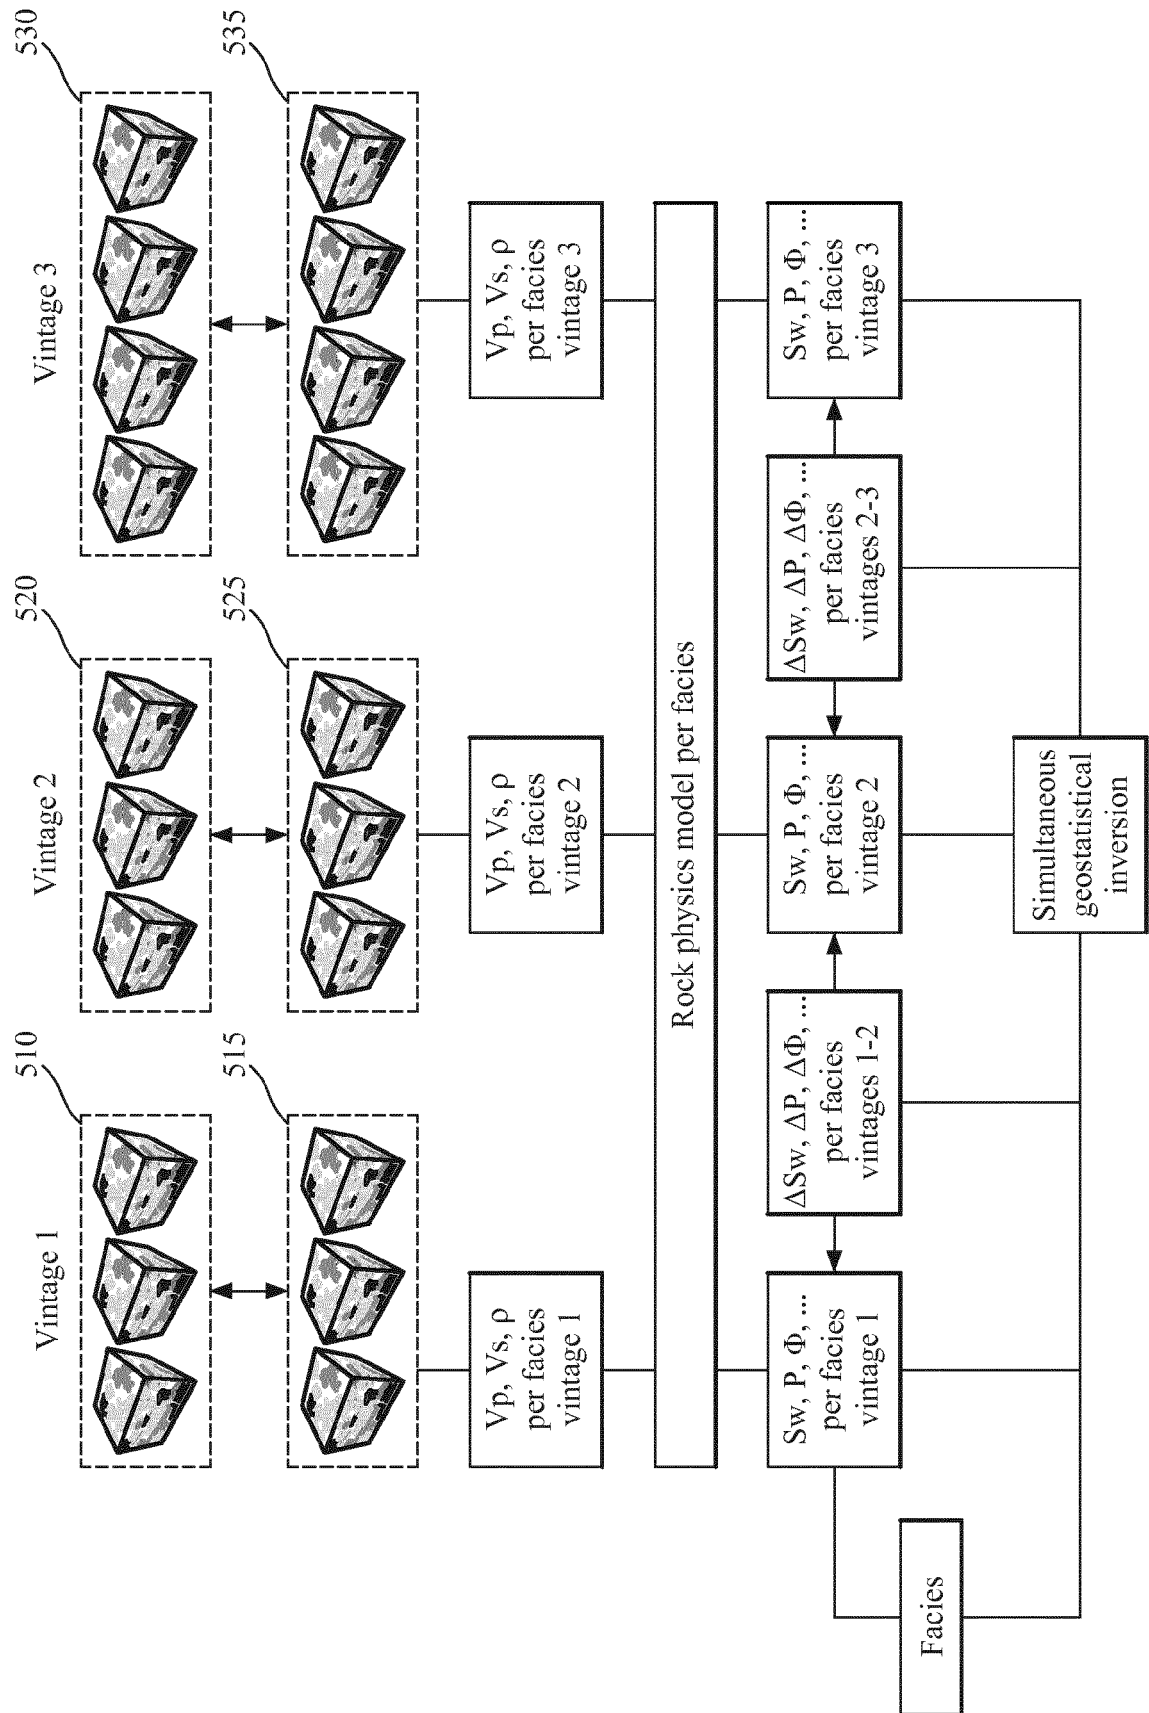 Vintage 1
Vintage 2
Vintage 3
510
520
530
515
525
535
Vp, Vs, ρ
per facies
vintage 1
Vp, Vs, ρ
per facies
vintage 2
Vp, Vs, ρ
per facies
vintage 3
Rock physics model per facies
Sw, P, Φ, ...
per facies
vintage 1
ΔSw, ΔP, ΔΦ, ...
per facies
vintages 1-2
Sw, P, Φ, ...
per facies
vintage 2
ΔSw, ΔP, ΔΦ, ...
per facies
vintages 2-3
Sw, P, Φ, ...
per facies
vintage 3
Facies
Simultaneous
geostatistical
inversion